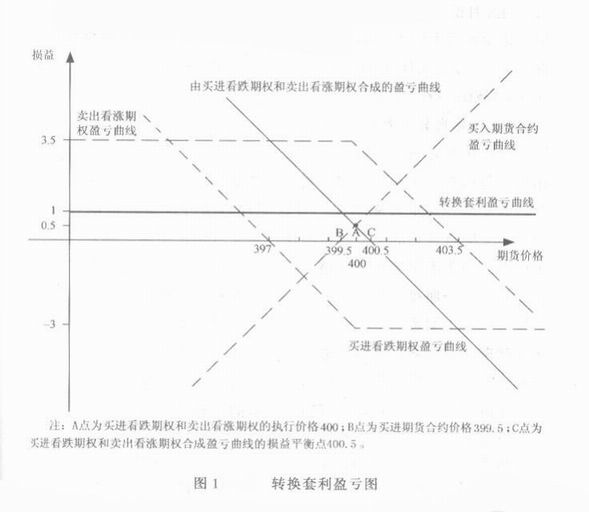 损益
由买进看跌期权和卖出看涨期权合成的盈亏曲线
卖出看涨期
权盈亏曲线
买入期货合约
盈亏曲线
3.5
转换套利盈亏曲线
1
0.5
B A C
397
399.5 400.5
403.5
期货价格
400
-3
买进看跌期权盈亏曲线
注：A点为买进看跌期权和卖出看涨期权的执行价格400；B点为买进期货合约价格399.5；C点为
买进看跌期权和卖出看涨期权合成盈亏曲线的损益平衡点400.5。
图1 转换套利盈亏图